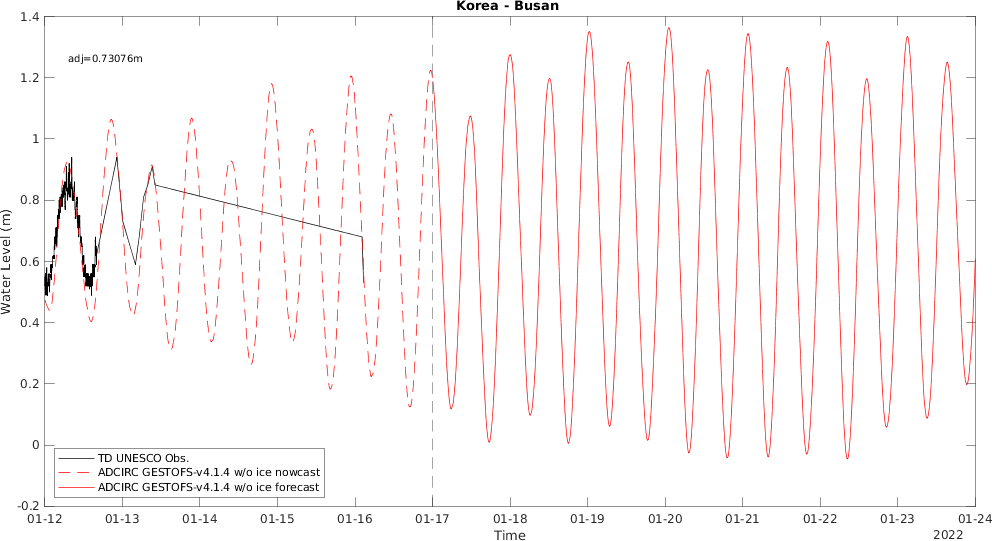 Korea - Busan
adj=0.73076m
Water Level (m)
1.4
1.2
1
0.8
0.6
0.4
0.2
0
-0.2
TD UNESCO Obs.
ADCIRC GESTOFS-v4.1.4 w/o ice nowcast
ADCIRC GESTOFS-v4.1.4 w/o ice forecast
01-12 01-13 01-14 01-15 01-16 01-17 01-18 01-19 01-20 01-21 01-22 01-23 01-24
Time
2022